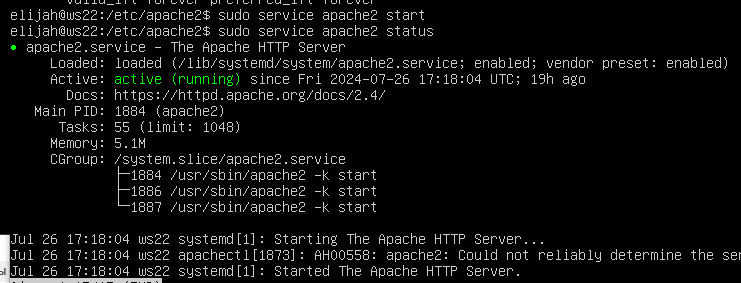 elijah@ws22:/etc/apache2$ sudo service apache2 start
elijah@ws22:/etc/apache2$ sudo service apache2 status
● apache2.service - The Apache HTTP Server
Loaded: loaded (/lib/systemd/system/apache2.service; enabled; vendor preset: enabled)
Active: active (running) since Fri 2024-07-26 17:18:04 UTC; 19h ago
Docs: https://httpd.apache.org/docs/2.4/
Main PID: 1884 (apache2)
Tasks: 55 (limit: 1048)
Memory: 5.1M
CGroup: /system.slice/apache2.service
├─1884 /usr/sbin/apache2 -k start
├─1886 /usr/sbin/apache2 -k start
└─1887 /usr/sbin/apache2 -k start
Jul 26 17:18:04 ws22 systemd[1]: Starting The Apache HTTP Server...
Jul 26 17:18:04 ws22 apachectl[1873]: AH00558: apache2: Could not reliably determine the ser
Jul 26 17:18:04 ws22 systemd[1]: Started The Apache HTTP Server.